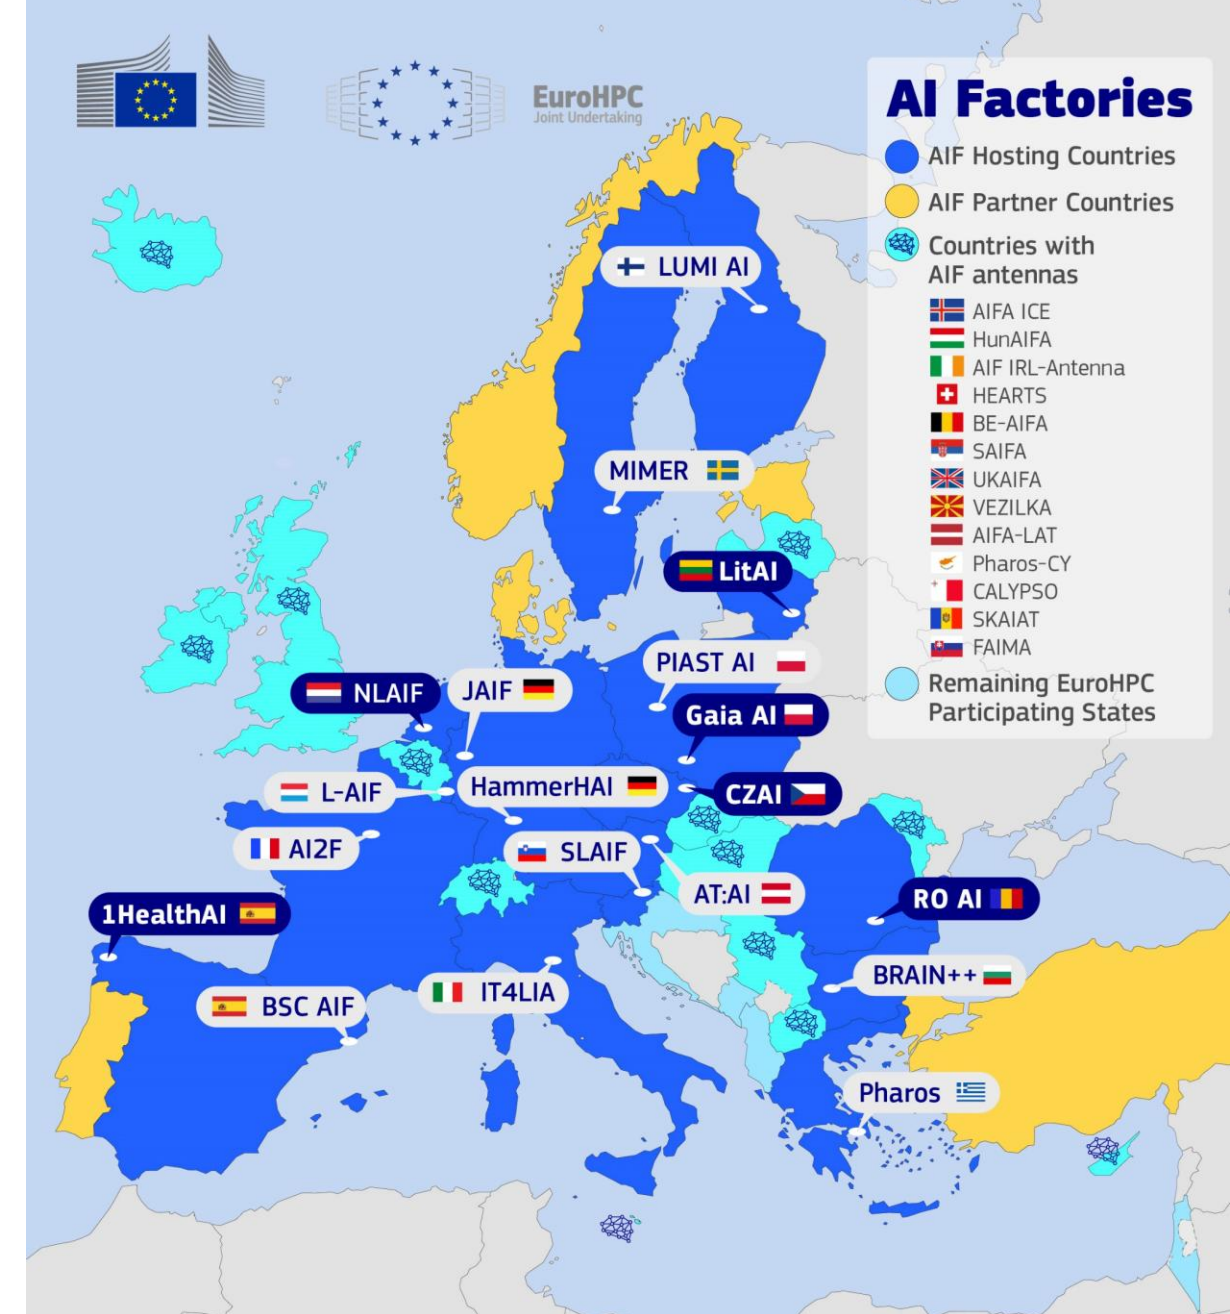 EuroHPC
Joint Undertaking
AI Factories
AIF Hosting Countries
AIF Partner Countries
Countries with
AIF antennas
AIFA ICE
HunAIFA
AIF IRL-Antenna
HEARTS
BE-AIFA
SAIFA
UKAIFA
VEZILKA
AIFA-LAT
Pharos-CY
CALYPSO
SKAIAT
FAIMA
Remaining EuroHPC
Participating States
LUMI AI
MIMER
LitAI
PIAST AI
NLAIF
JAIF
Gaia AI
L-AIF
HammerHAI
CZAI
AI2F
SLAIF
AT:AI
RO AI
1HealthAI
BRAIN++
IT4LIA
BSC AIF
Pharos